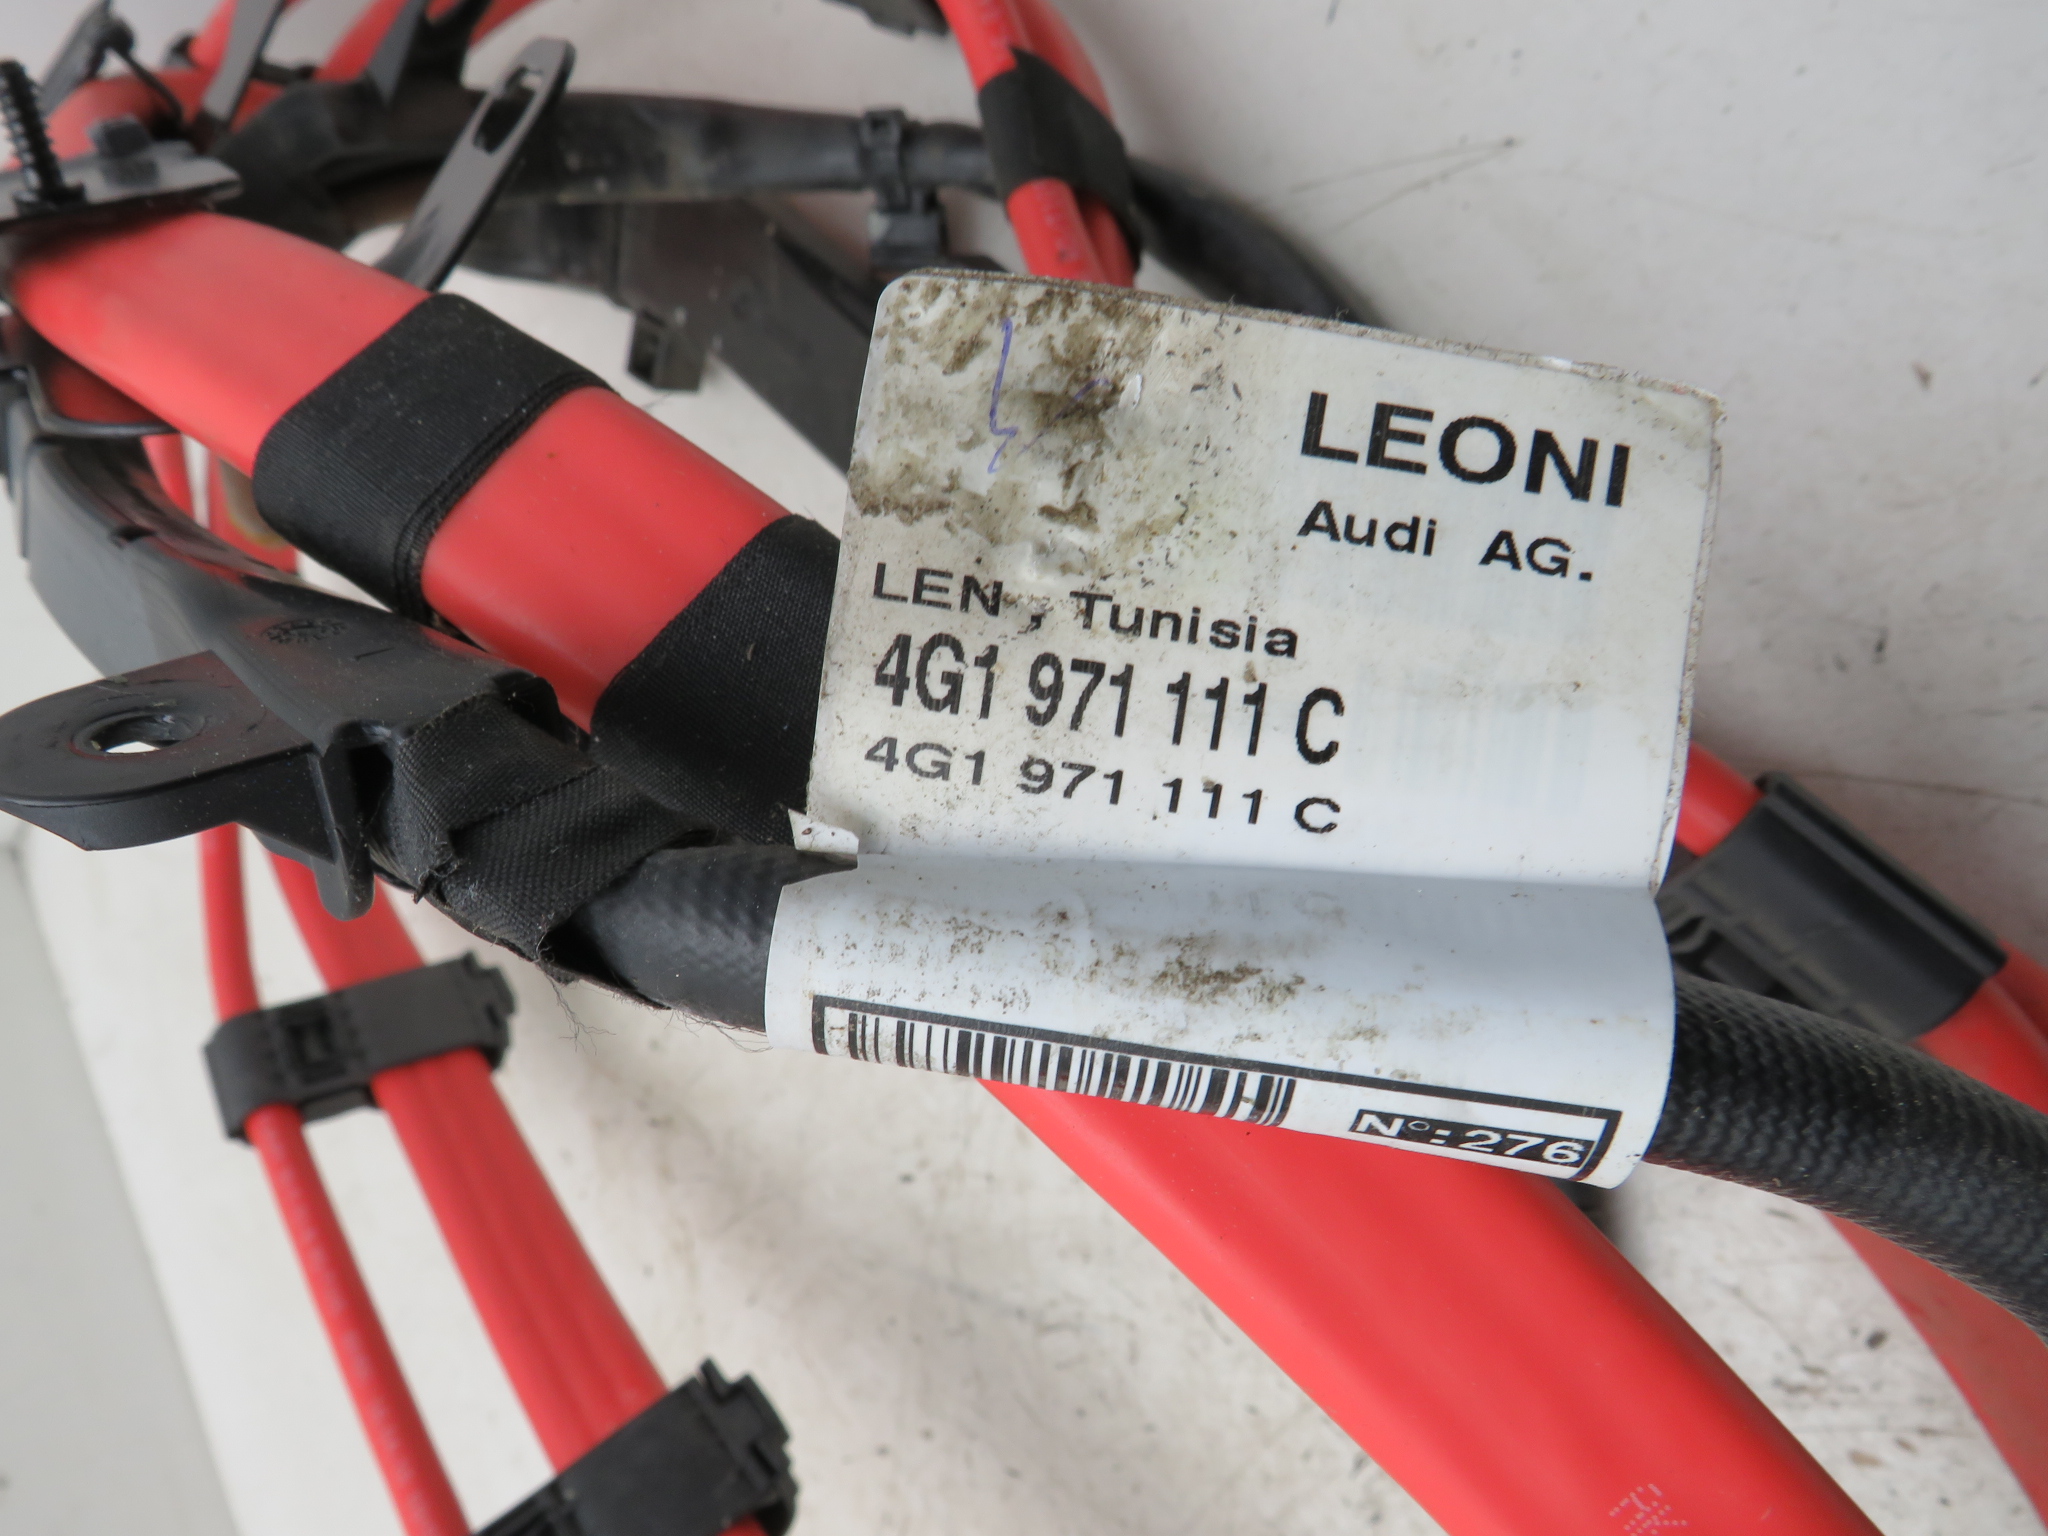 LEONI
Audi AG.
LEN , Tunisia
4G1 971 111 C
4G1 971 111 C
N°:276